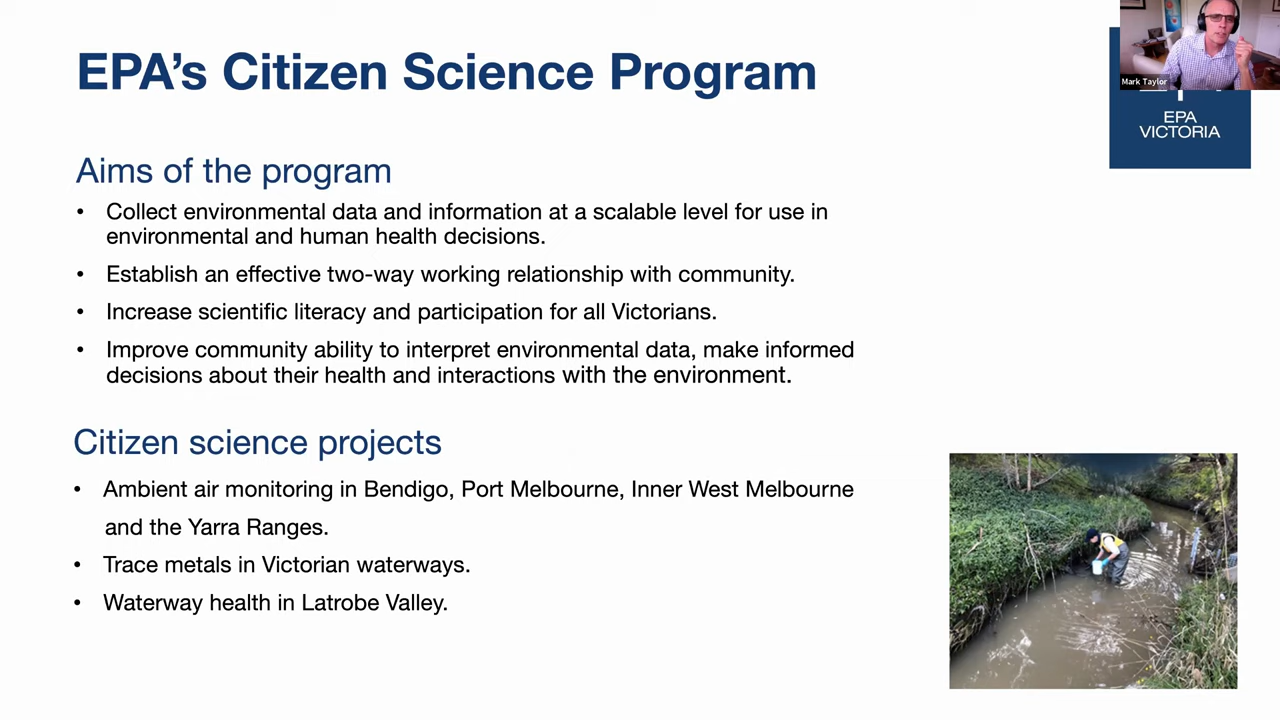 EPA's Citizen Science Program
Mark Taylor
EPA
VICTORIA
Aims of the program
• Collect environmental data and information at a scalable level for use in
environmental and human health decisions.
• Establish an effective two-way working relationship with community.
• Increase scientific literacy and participation for all Victorians.
• Improve community ability to interpret environmental data, make informed
decisions about their health and interactions with the environment.
Citizen science projects
• Ambient air monitoring in Bendigo, Port Melbourne, Inner West Melbourne
and the Yarra Ranges.
• Trace metals in Victorian waterways.
• Waterway health in Latrobe Valley.